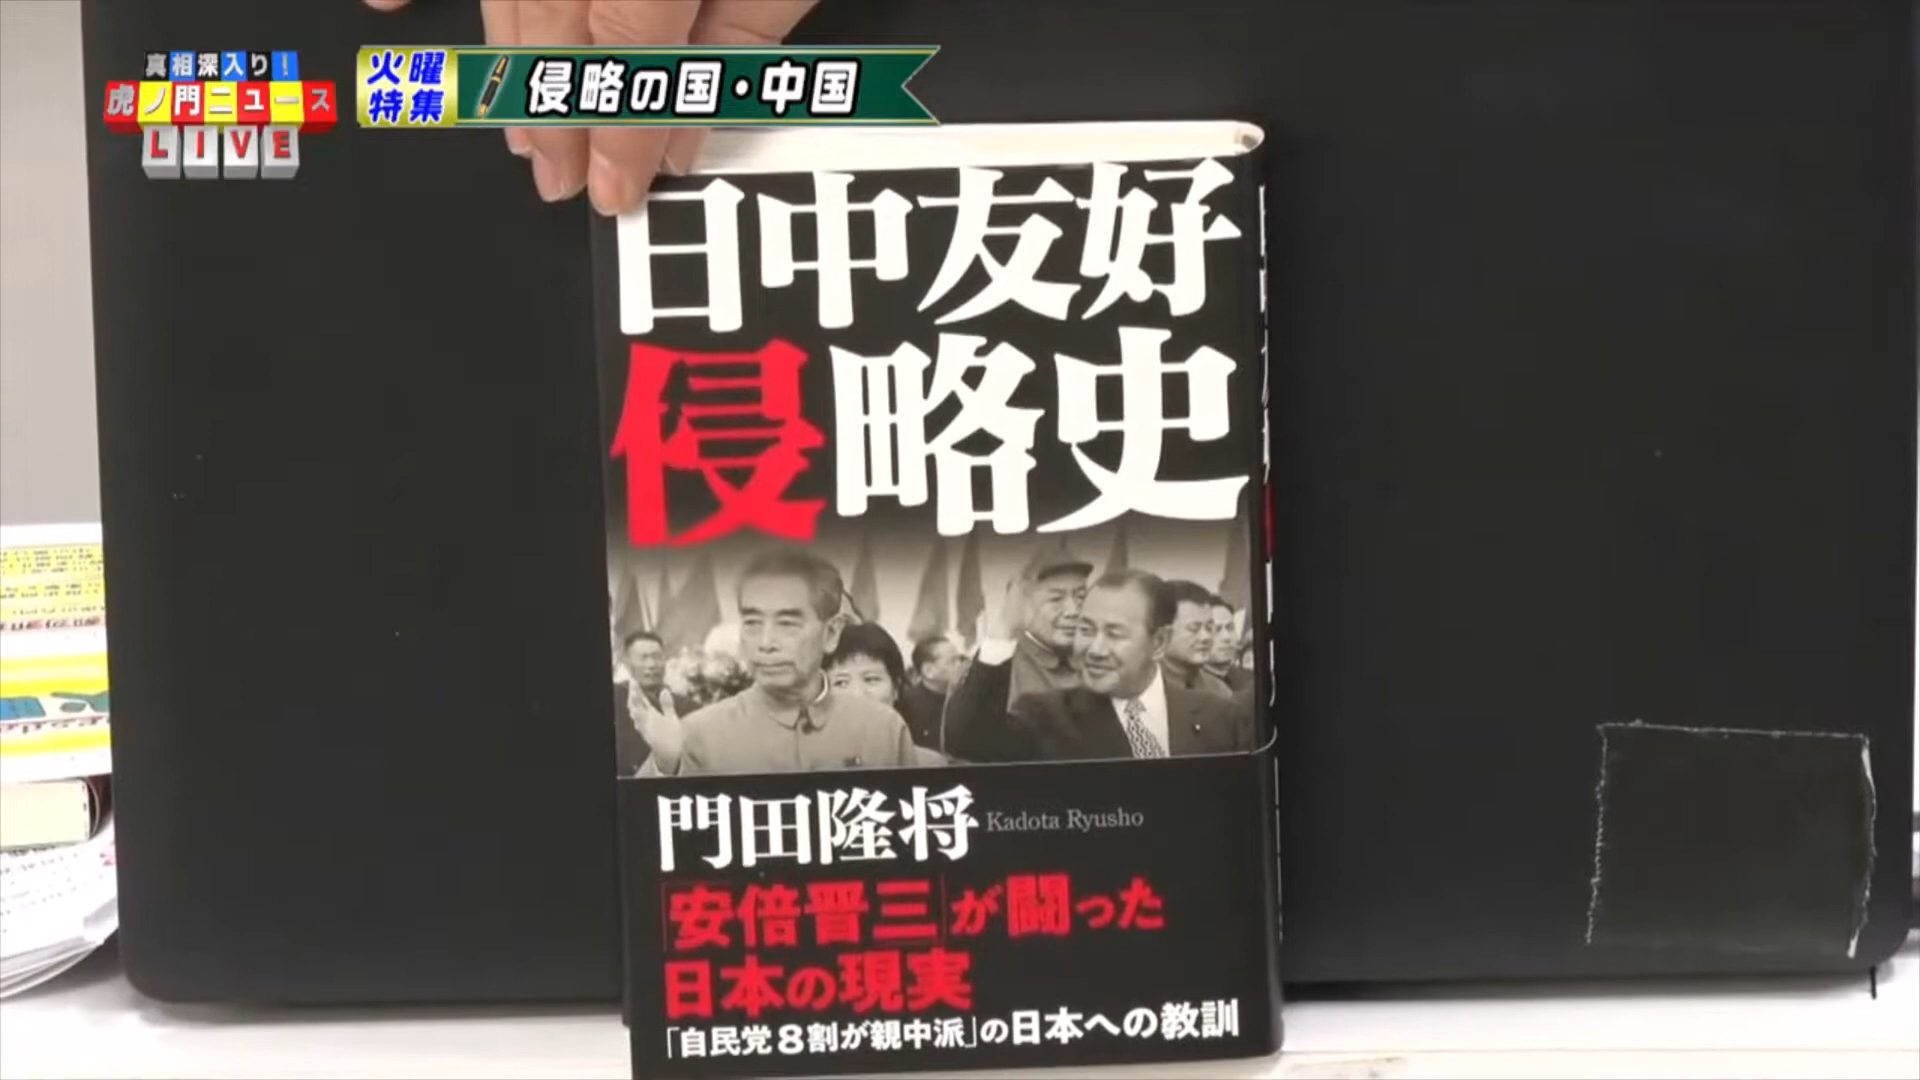 真相深入り!
虎ノ門ニュース
LIVE
火曜
特集
侵略の国・中国
日中友好
侵略史
門田隆将 Kadota Ryusho
「安倍晋三」が闘った
日本の現実
「自民党8割が親中派」の日本への教訓